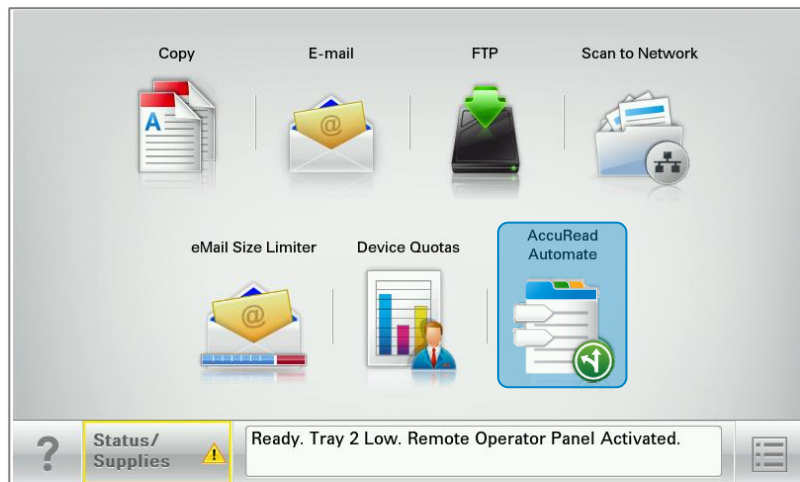 Copy
E-mail
FTP
Scan to Network
A
@
eMail Size Limiter
Device Quotas
AccuRead
Automate
@
?
Status/
Supplies
Ready. Tray 2 Low. Remote Operator Panel Activated.